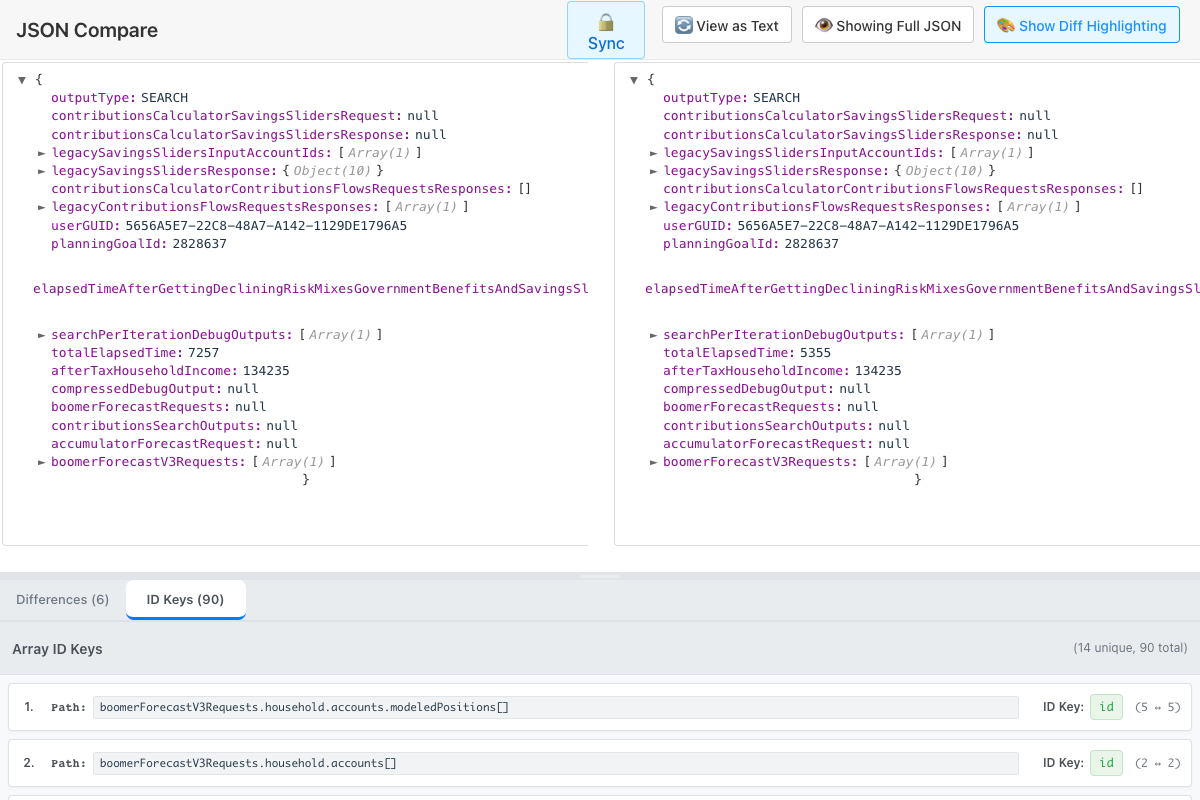 JSON Compare
Sync
View as Text
Showing Full JSON
Show Diff Highlighting
▼ {
outputType: SEARCH
contributionsCalculatorSavingsSlidersRequest: null
contributionsCalculatorSavingsSlidersResponse: null
► legacySavingsSlidersInputAccountIds: [ Array(1) ]
► legacySavingsSlidersResponse: { Object(10) }
contributionsCalculatorContributionsFlowsRequestsResponses: []
► legacyContributionsFlowsRequestsResponses: [ Array(1) ]
userGUID: 5656A5E7-22C8-48A7-A142-1129DE1796A5
planningGoalId: 2828637
elapsedTimeAfterGettingDecliningRiskMixesGovernmentBenefitsAndSavingsSl
► searchPerIterationDebugOutputs: [ Array(1) ]
totalElapsedTime: 7257
afterTaxHouseholdIncome: 134235
compressedDebugOutput: null
boomerForecastRequests: null
contributionsSearchOutputs: null
accumulatorForecastRequest: null
► boomerForecastV3Requests: [ Array(1) ]
}
▼ {
outputType: SEARCH
contributionsCalculatorSavingsSlidersRequest: null
contributionsCalculatorSavingsSlidersResponse: null
► legacySavingsSlidersInputAccountIds: [ Array(1) ]
► legacySavingsSlidersResponse: { Object(10) }
contributionsCalculatorContributionsFlowsRequestsResponses: []
► legacyContributionsFlowsRequestsResponses: [ Array(1) ]
userGUID: 5656A5E7-22C8-48A7-A142-1129DE1796A5
planningGoalId: 2828637
elapsedTimeAfterGettingDecliningRiskMixesGovernmentBenefitsAndSavingsSl
► searchPerIterationDebugOutputs: [ Array(1) ]
totalElapsedTime: 5355
afterTaxHouseholdIncome: 134235
compressedDebugOutput: null
boomerForecastRequests: null
contributionsSearchOutputs: null
accumulatorForecastRequest: null
► boomerForecastV3Requests: [ Array(1) ]
}
Differences (6)
ID Keys (90)
Array ID Keys
(14 unique, 90 total)
1. Path: boomerForecastV3Requests.household.accounts.modeledPositions[] ID Key: id (5 ↔ 5)
2. Path: boomerForecastV3Requests.household.accounts[] ID Key: id (2 ↔ 2)